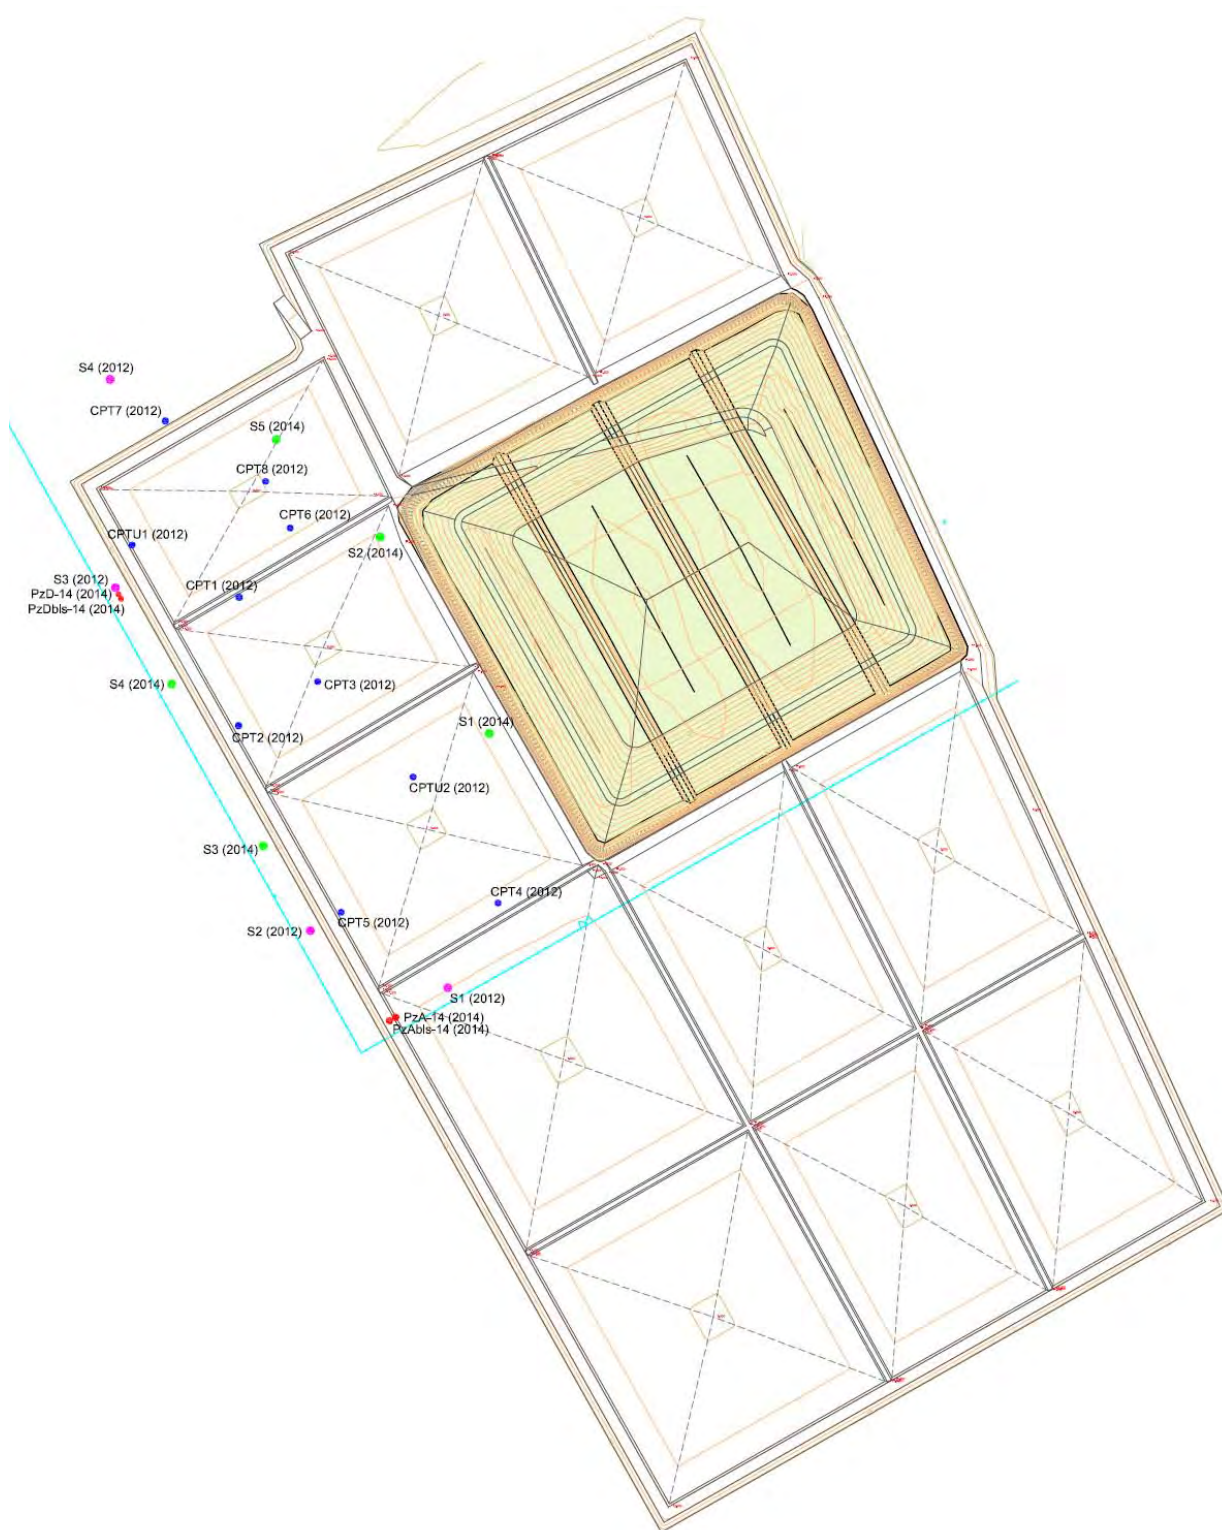 S4 (2012)
CPT7 (2012)
S5 (2014)
CPT8 (2012)
CPT6 (2012)
CPTU1 (2012)
S2 (2014)
S3 (2012)
CPT1 (2012)
PzD-14 (2014)
PzDbis-14 (2014)
S4 (2014)
CPT3 (2012)
CPT2 (2012)
S1 (2014)
CPTU2 (2012)
S3 (2014)
CPT4 (2012)
CPT5 (2012)
S2 (2012)
S1 (2012)
PzA-14 (2014)
PzAbis-14 (2014)